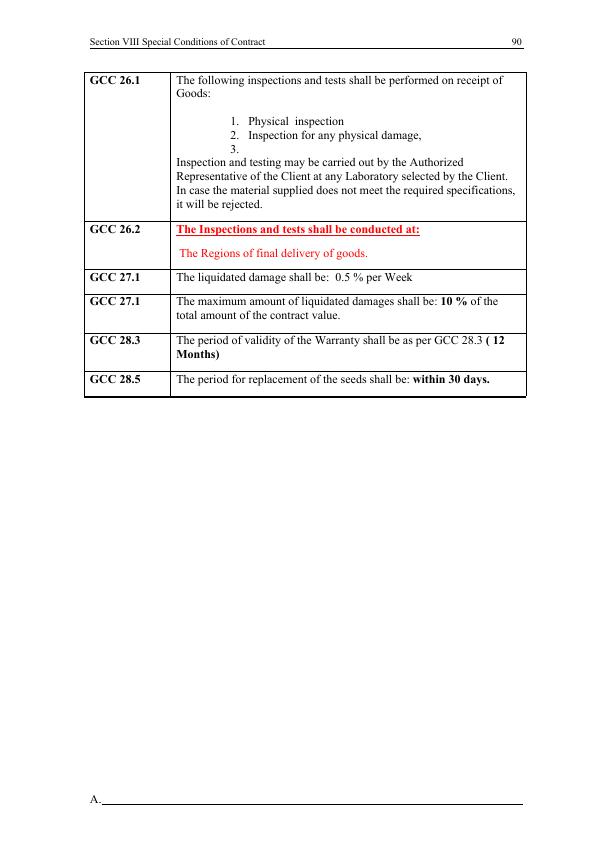 Section VIII Special Conditions of Contract 90
GCC 26.1 The following inspections and tests shall be performed on receipt of
Goods:
1. Physical inspection
2. Inspection for any physical damage,
3.
Inspection and testing may be carried out by the Authorized
Representative of the Client at any Laboratory selected by the Client.
In case the material supplied does not meet the required specifications,
it will be rejected.
GCC 26.2 The Inspections and tests shall be conducted at:
The Regions of final delivery of goods.
GCC 27.1 The liquidated damage shall be: 0.5 % per Week
GCC 27.1 The maximum amount of liquidated damages shall be: 10 % of the
total amount of the contract value.
GCC 28.3 The period of validity of the Warranty shall be as per GCC 28.3 ( 12
Months)
GCC 28.5 The period for replacement of the seeds shall be: within 30 days.
A.